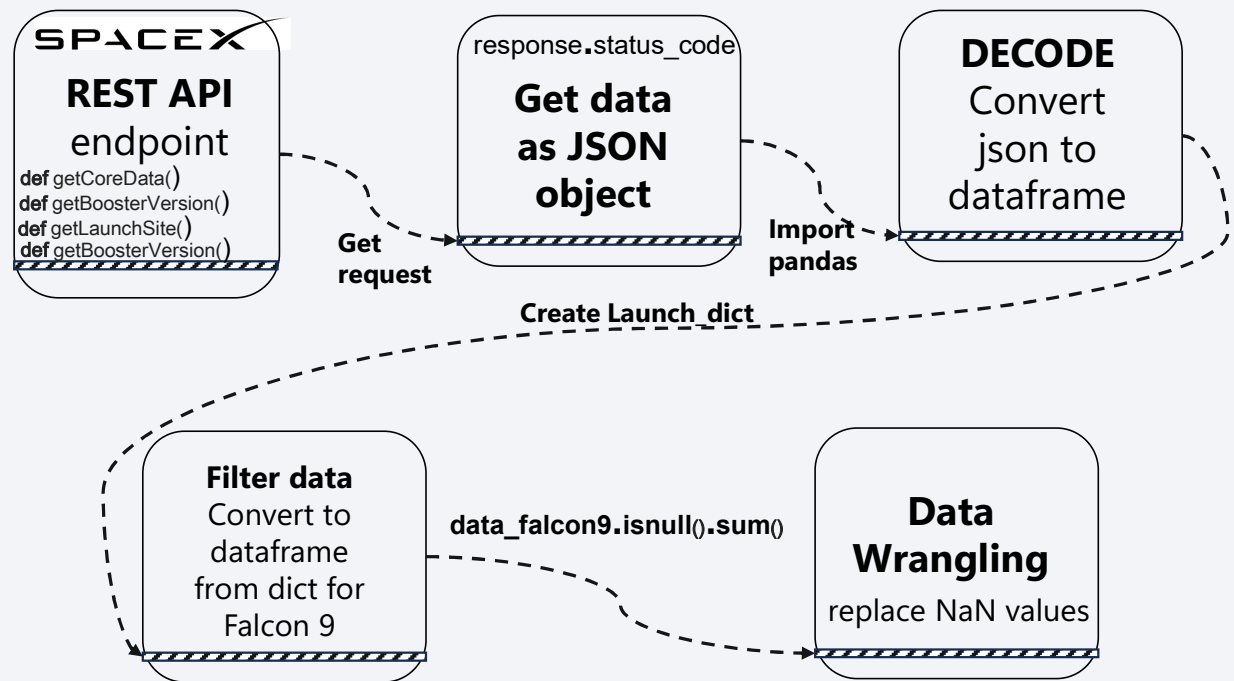 SPACEX
REST API
endpoint
def getCoreData()
def getBoosterVersion()
def getLaunchSite()
def getBoosterVersion()
Get
request
response.status_code
Get data
as JSON
object
Import
pandas
DECODE
Convert
json to
dataframe
Create Launch_dict
Filter data
Convert to
dataframe
from dict for
Falcon 9
data_falcon9.isnull().sum()
Data
Wrangling
replace NaN values